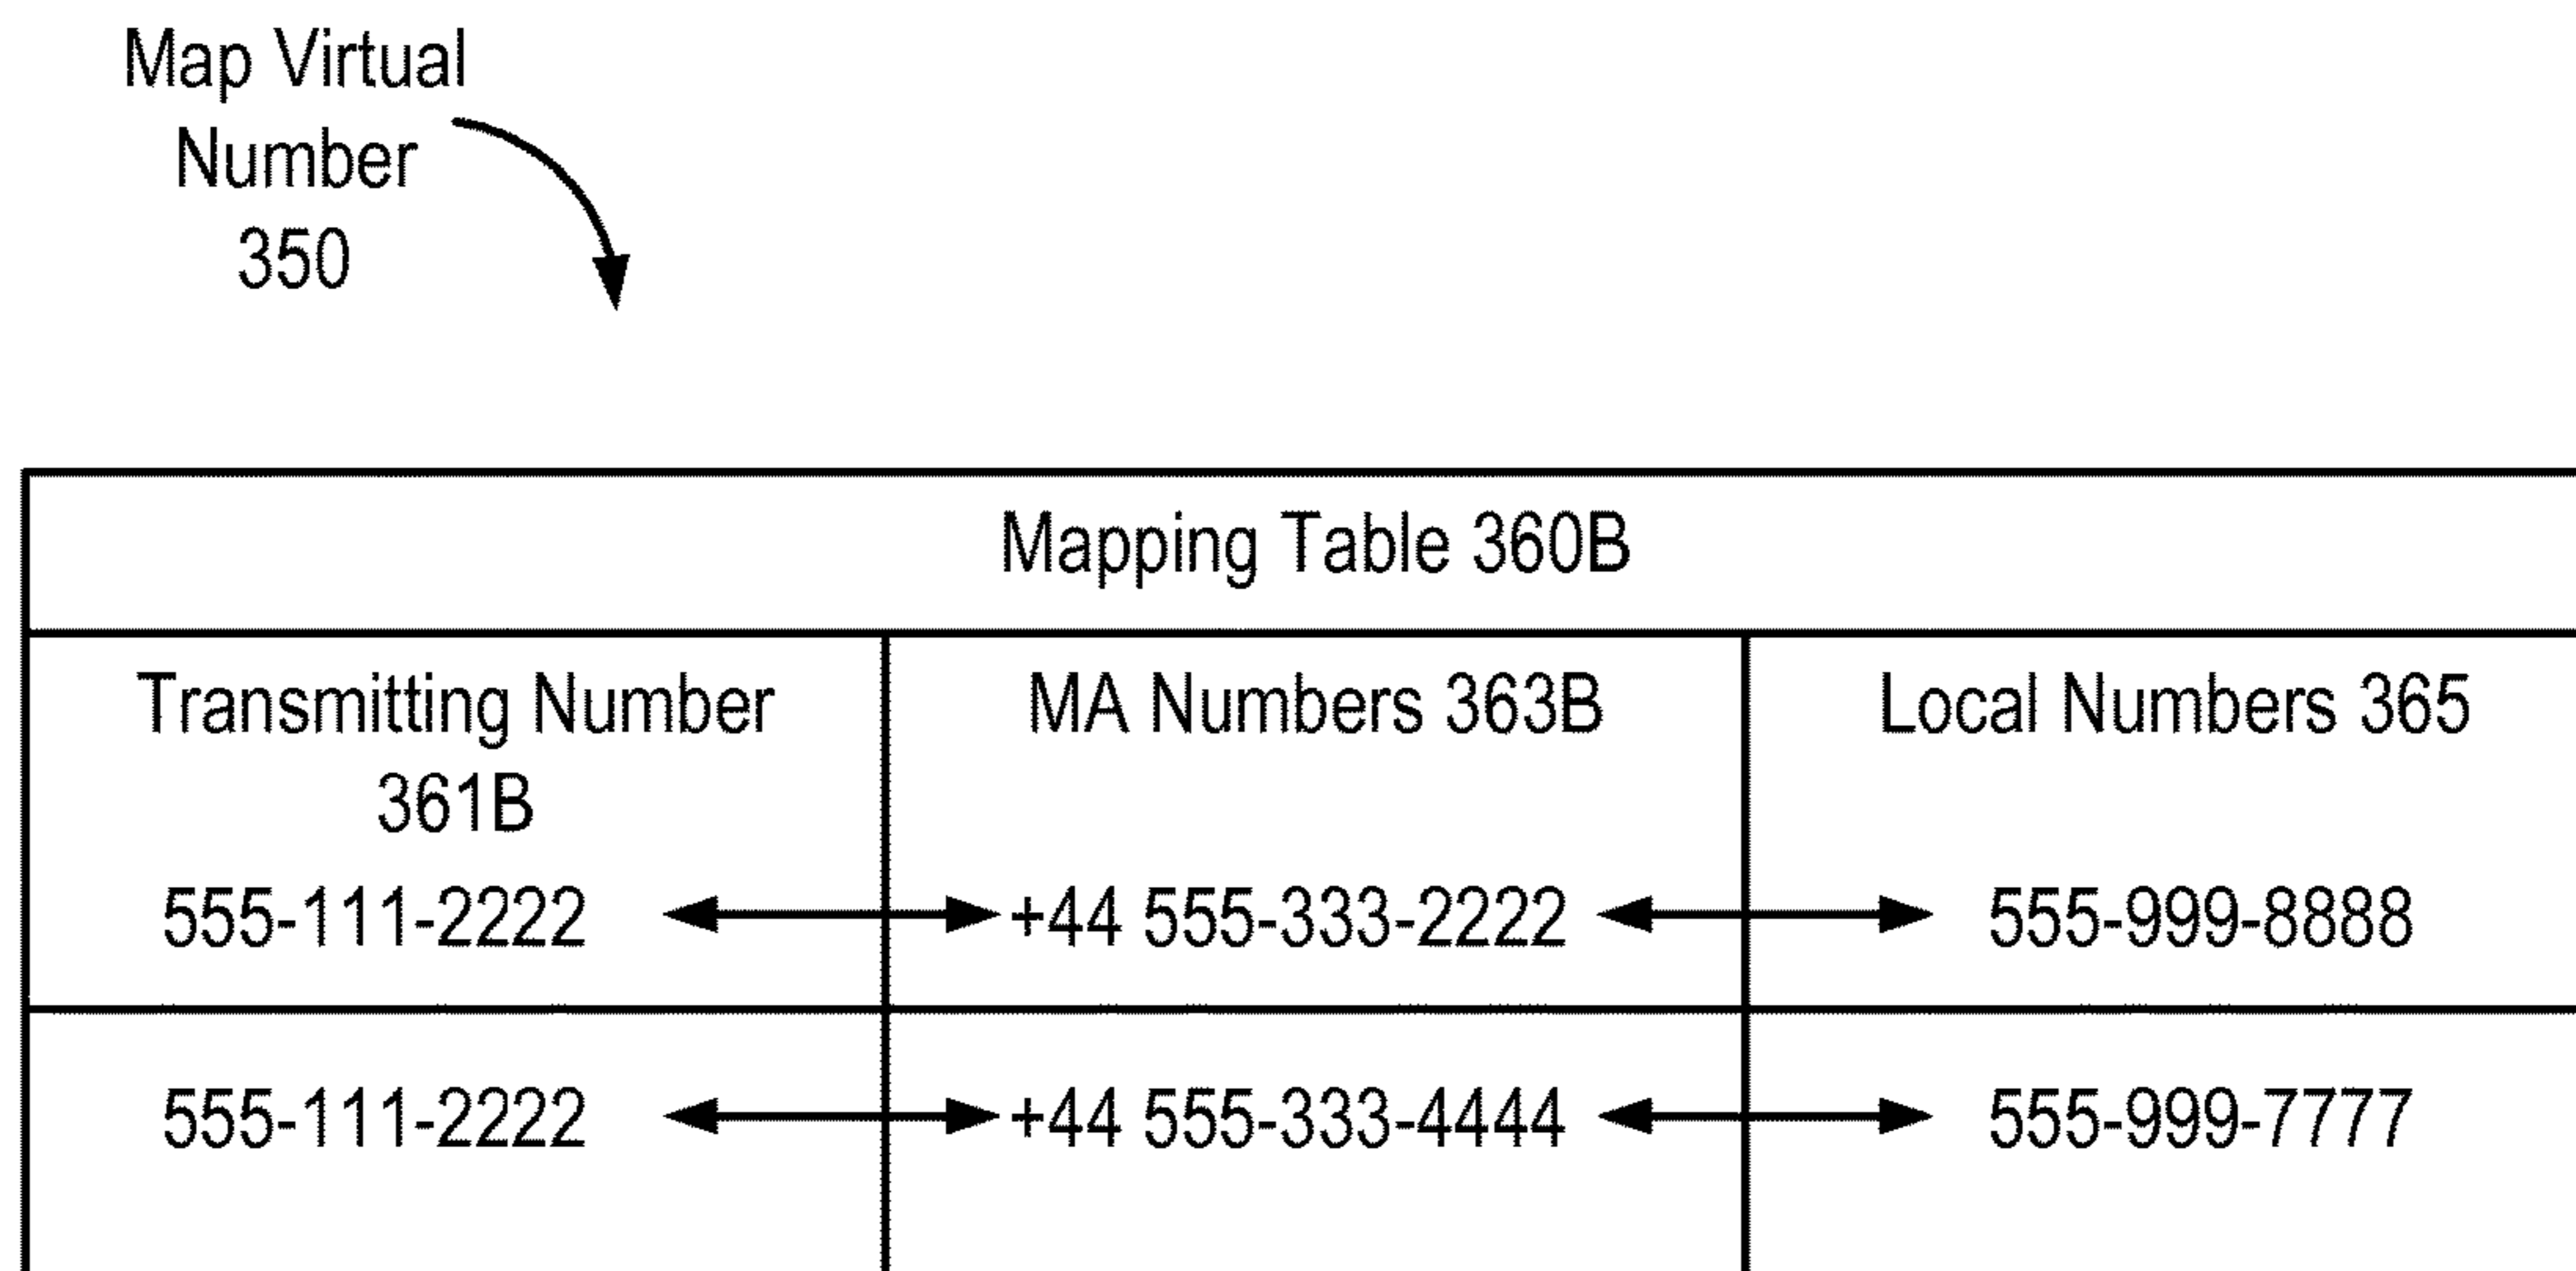 Map Virtual
Number
350
Mapping Table 360B
Transmitting Number
361B
MA Numbers 363B
Local Numbers 365
555-111-2222 +44 555-333-2222 555-999-8888
555-111-2222 +44 555-333-4444 555-999-7777